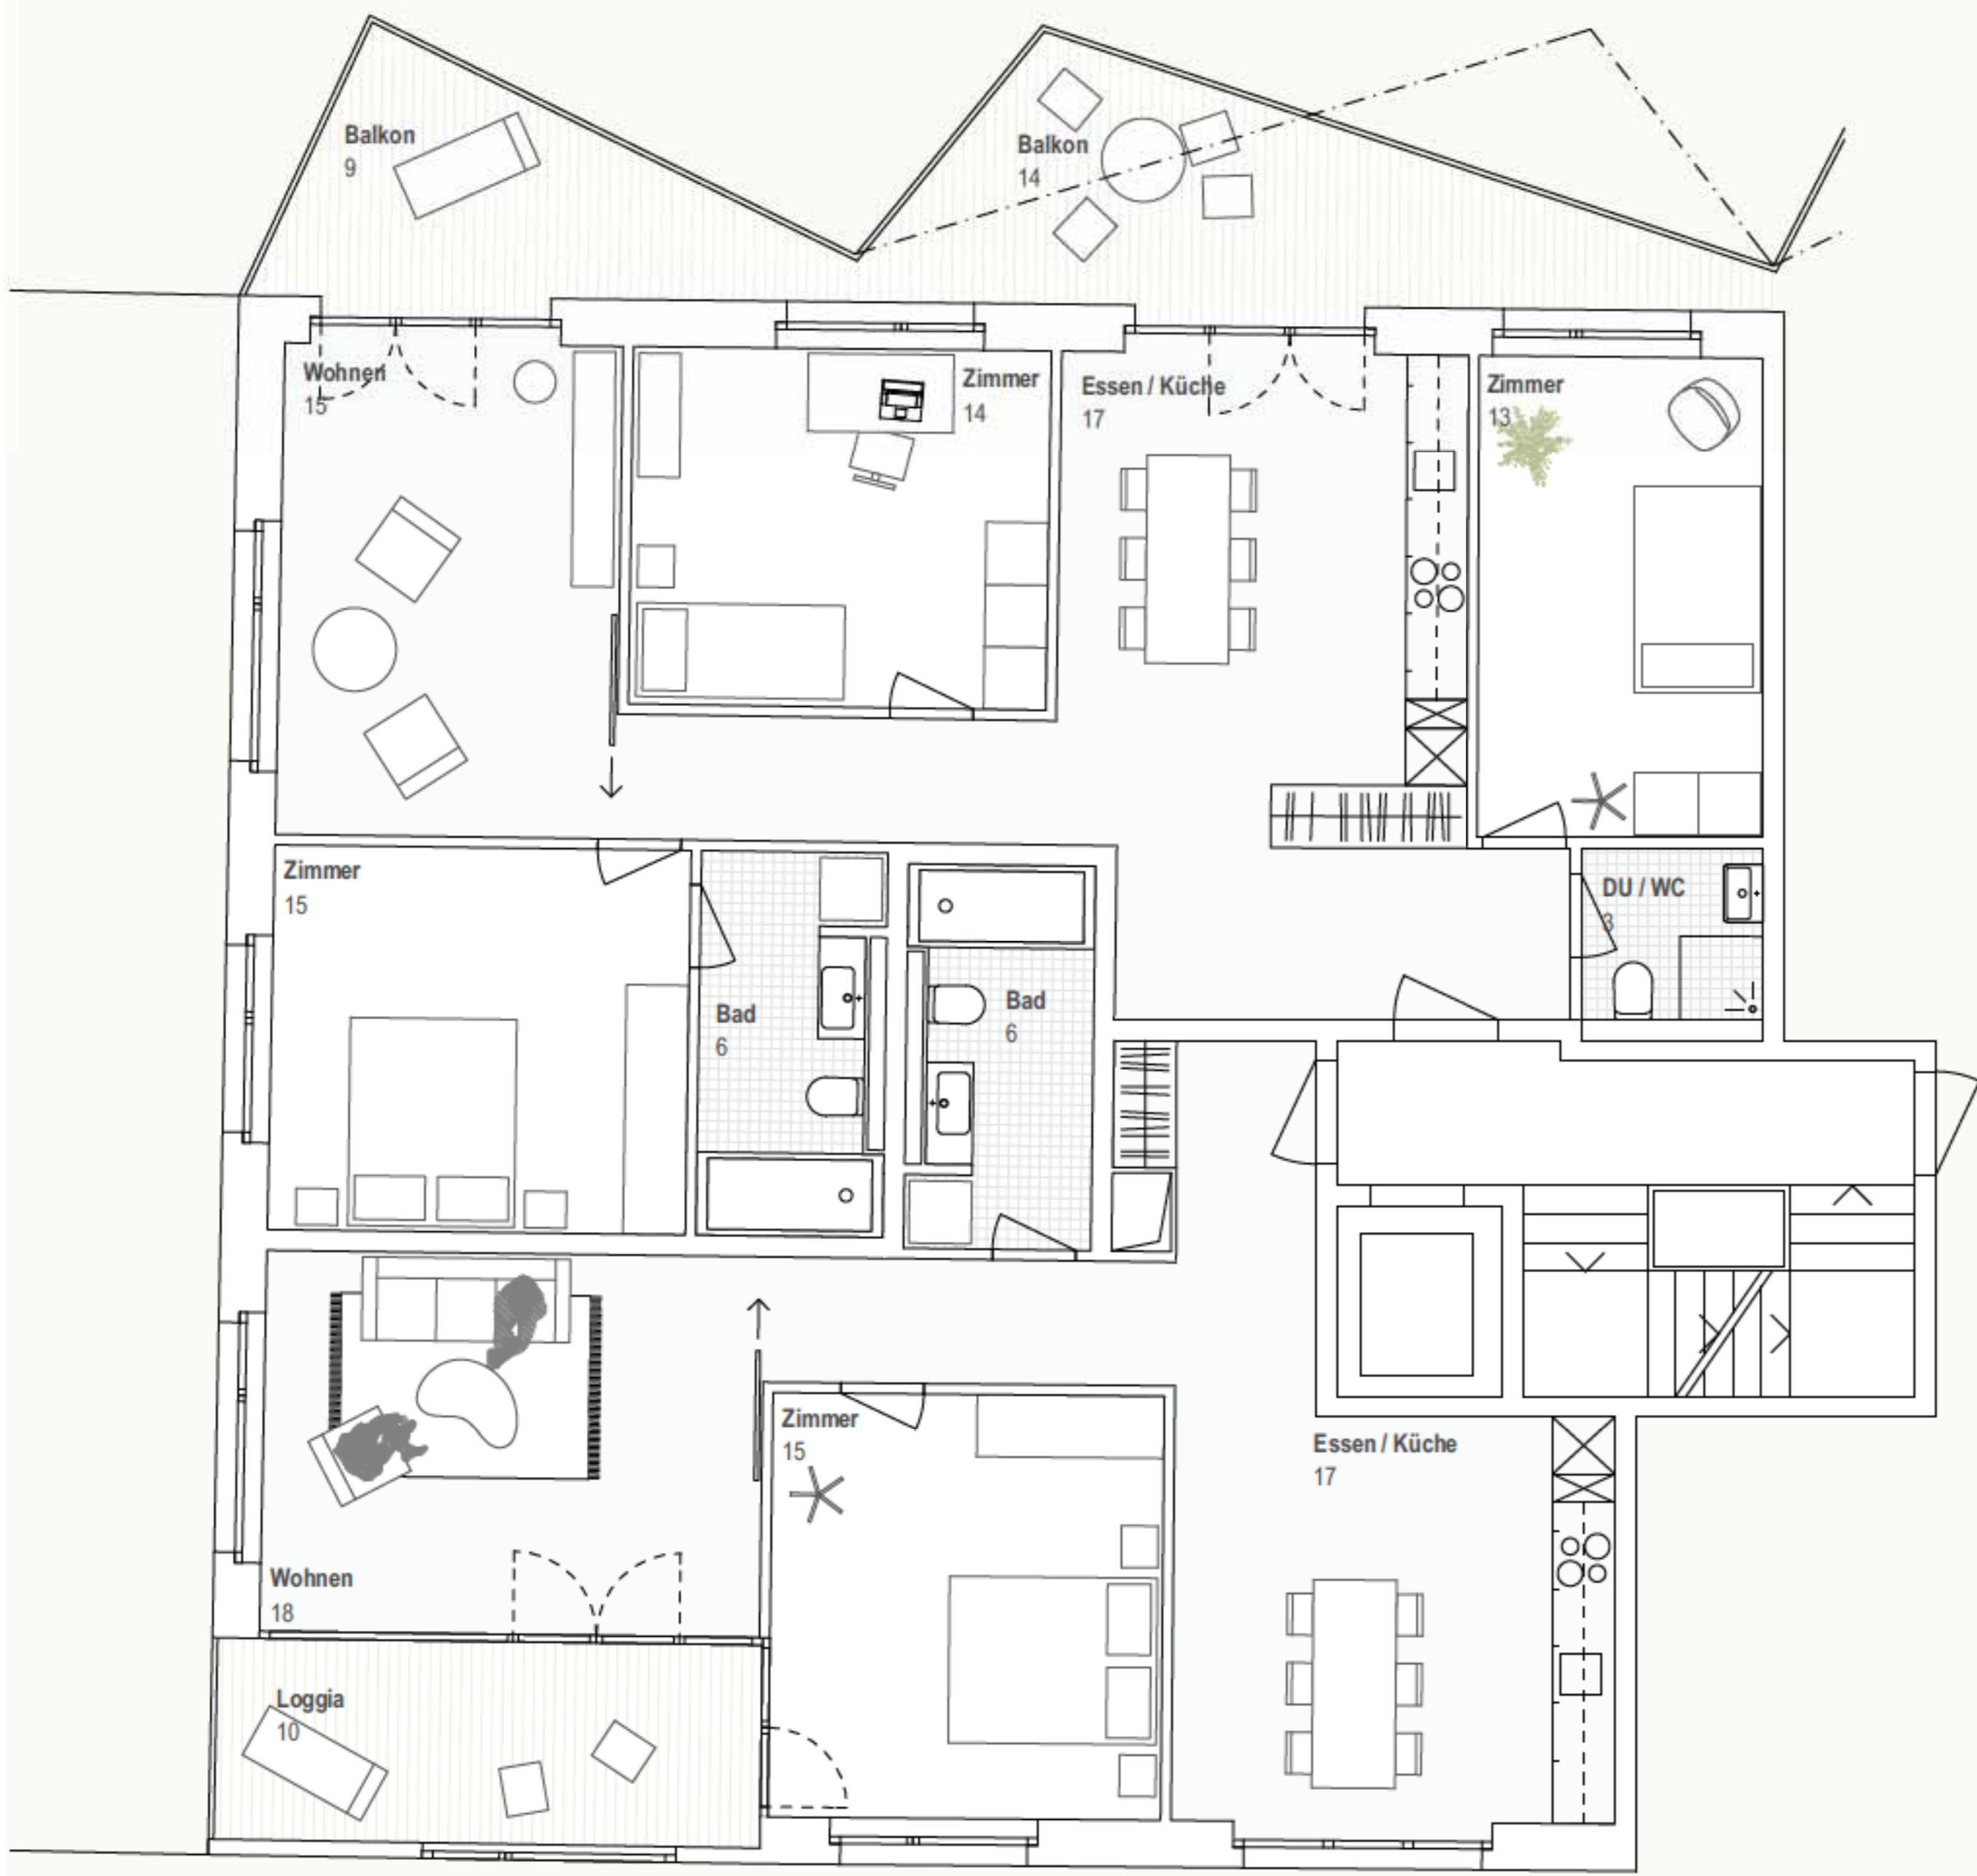 Balkon
9
Balkon
14
Wohnen
15
Zimmer
14
Essen / Küche
17
Zimmer
13
Zimmer
15
Bad
6
Bad
6
DU / WC
3
Zimmer
15
Essen / Küche
17
Wohnen
18
Loggia
10